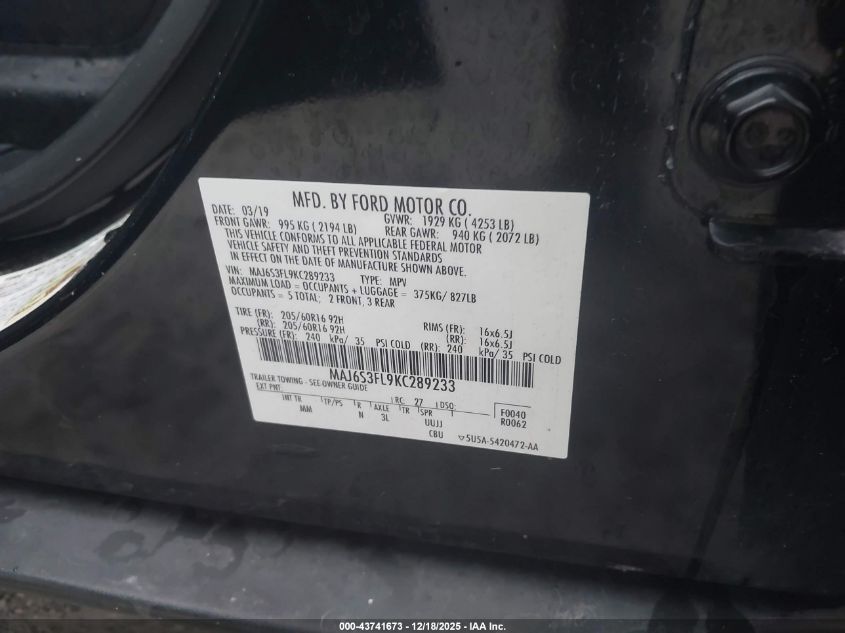 MFD. BY FORD MOTOR CO.
DATE: 03/19 GVWR: 1929 KG ( 4253 LB)
FRONT GAWR: 995 KG ( 2194 LB) REAR GAWR: 940 KG ( 2072 LB)
THIS VEHICLE CONFORMS TO ALL APPLICABLE FEDERAL MOTOR
VEHICLE SAFETY AND THEFT PREVENTION STANDARDS
IN EFFECT ON THE DATE OF MANUFACTURE SHOWN ABOVE.
VIN: MAJ6S3FL9KC289233 TYPE: MPV
MAXIMUM LOAD = OCCUPANTS + LUGGAGE = 375KG/ 827LB
OCCUPANTS = 5 TOTAL; 2 FRONT, 3 REAR
TIRE (FR): 205/60R16 92H RIMS (FR): 16x6.5J
(RR): 205/60R16 92H (RR): 16x6.5J
PRESSURE (FR): 240 kPa/ 35 PSI COLD (RR): 240 kPa/ 35 PSI COLD
MAJ6S3FL9KC289233
TRAILER TOWING - SEE OWNER GUIDE
EXT PNT: RC: 27 DSO: F0040
INT TR TP/PS R AXLE TR SPR R0062
MM N 3L UUJJ
CBU 5U5A-5420472-AA
000-43741673 | 12/18/2025 - IAA Inc.